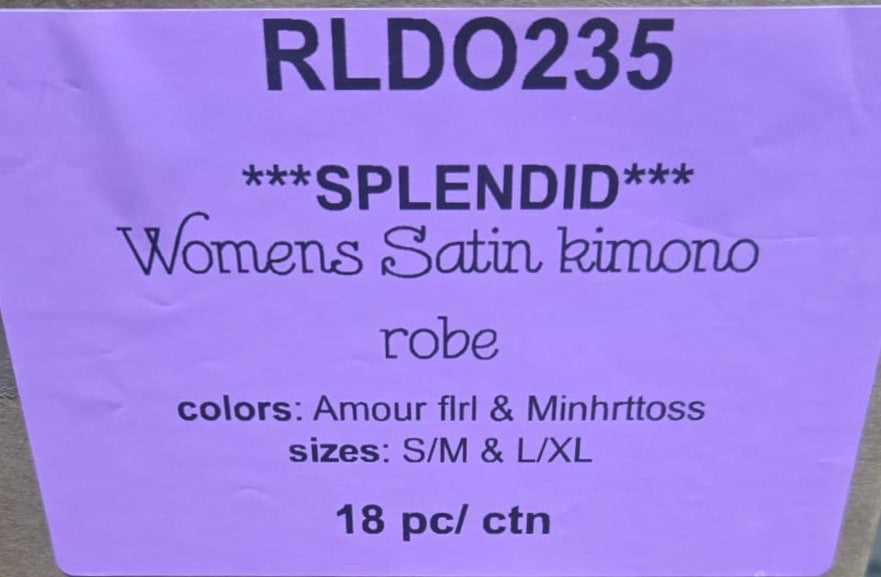 RLDO235
***SPLENDID***
Womens Satin kimono
robe
colors: Amour flrl & Minhrttoss
sizes: S/M & L/XL
18 pc/ ctn